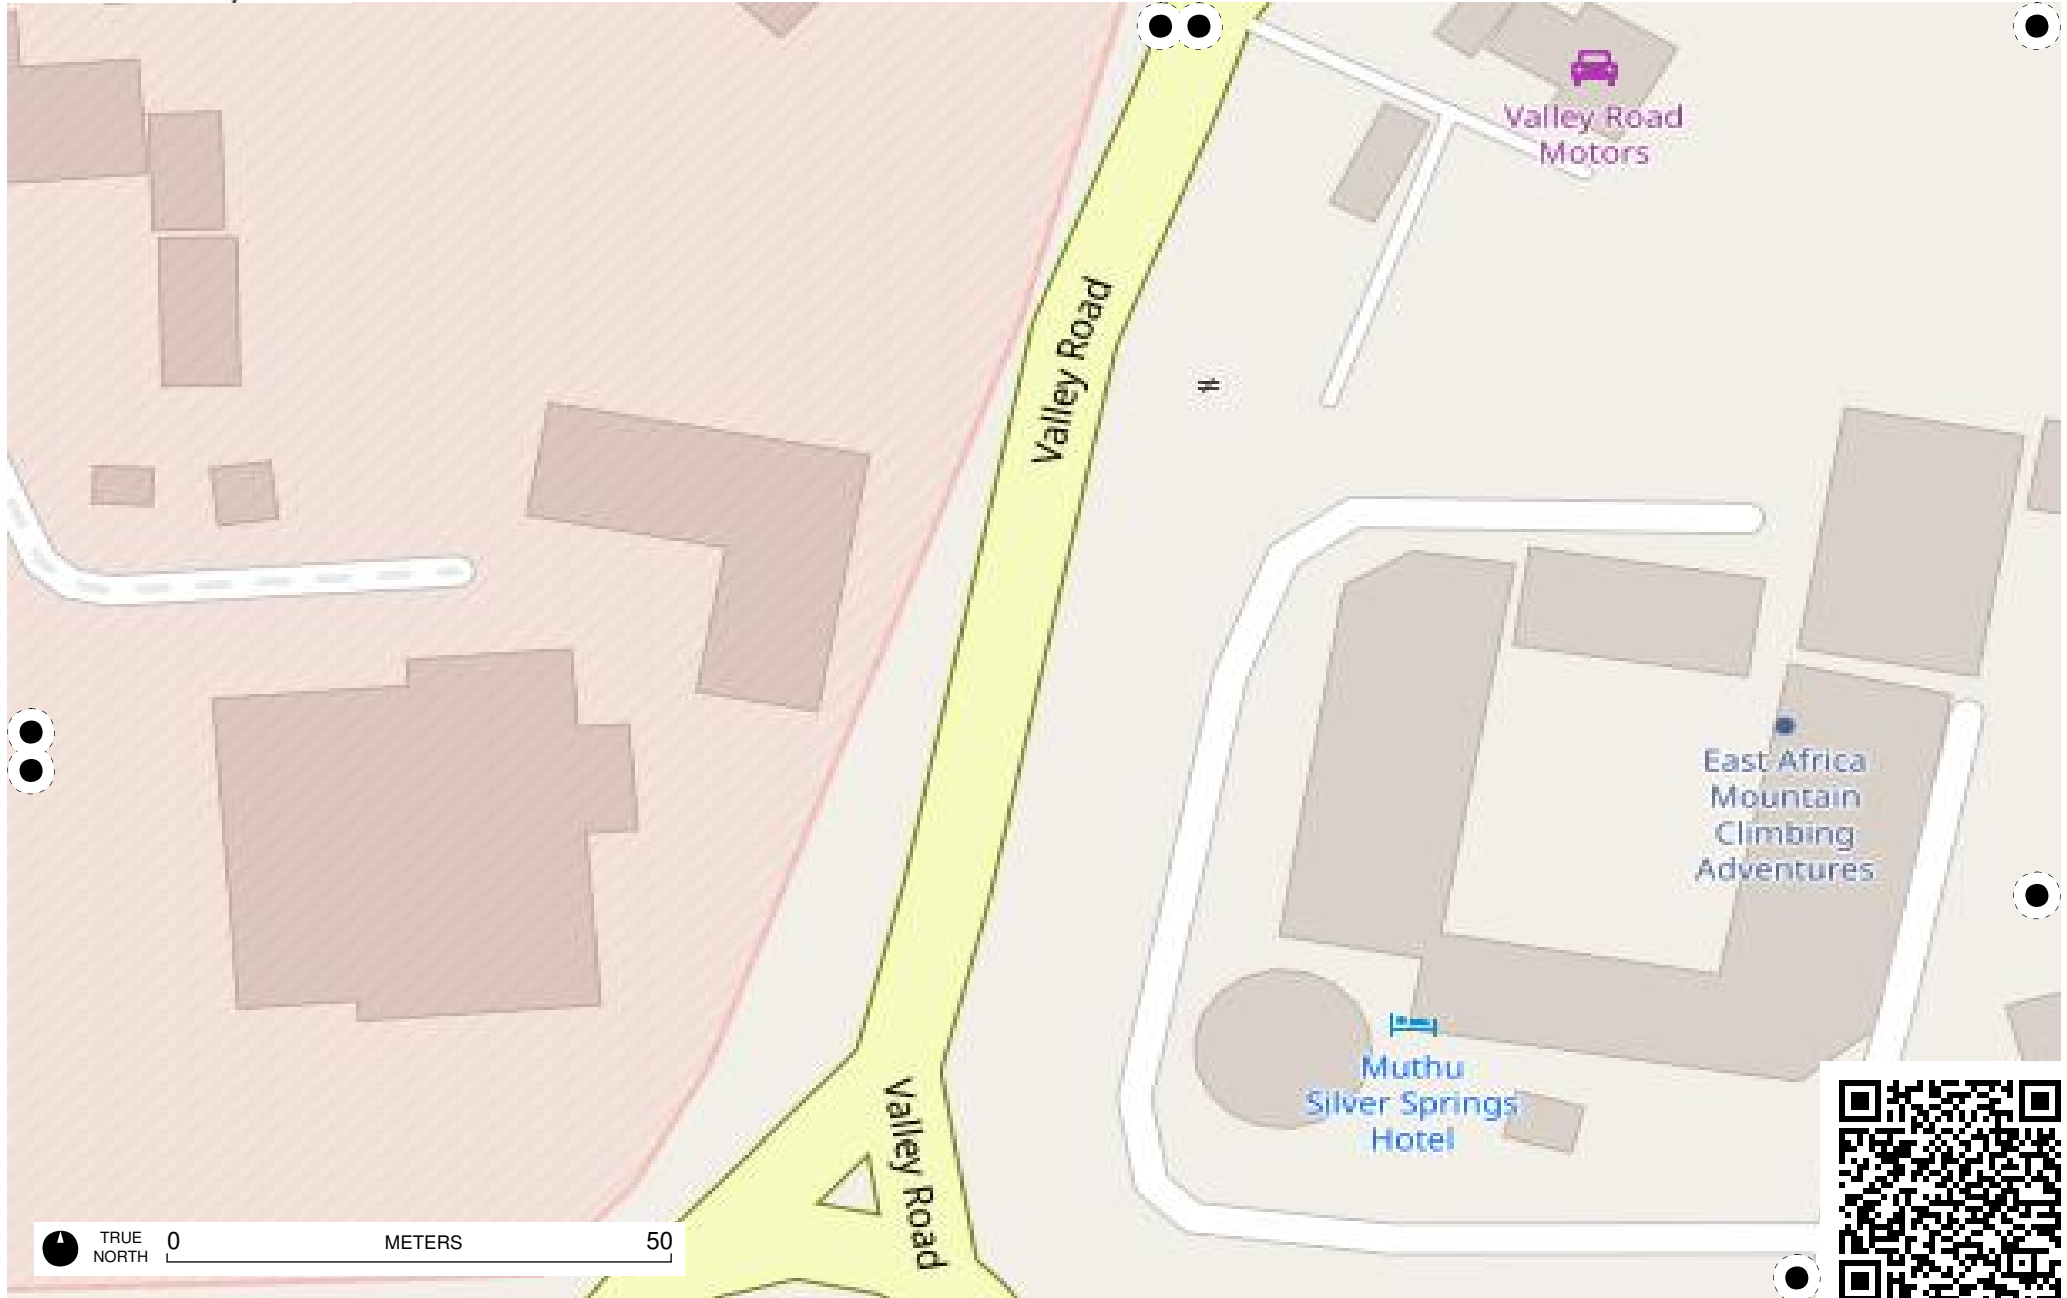 Valley Road
Motors
Valley Road
East Africa
Mountain
Climbing
Adventures
Muthu
Silver Springs
Hotel
Valley Road
TRUE
NORTH
0 METERS 50